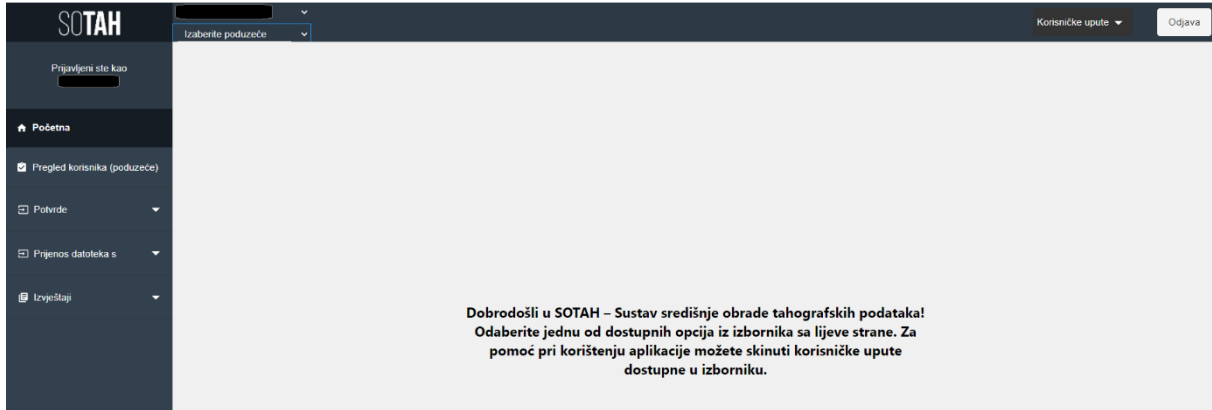 SOTAH
Izaberite poduzeće
Korisničke upute
Odjava
Prijavljeni ste kao
Početna
Pregled korisnika (poduzeće)
Potvrde
Prijenos datoteka s
Izvještaji
Dobrodošli u SOTAH – Sustav središnje obrade tahografskih podataka!
Odaberite jednu od dostupnih opcija iz izbornika sa lijeve strane. Za
pomoć pri korištenju aplikacije možete skinuti korisničke upute
dostupne u izborniku.